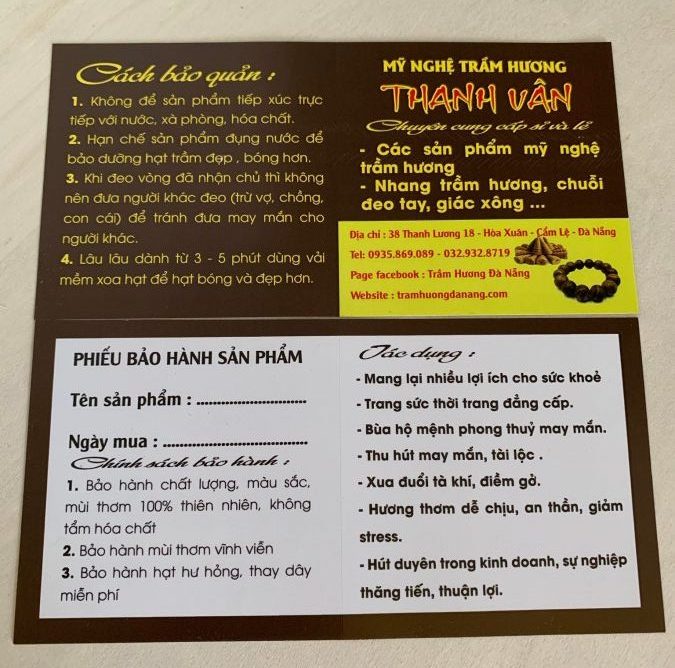 Cách bảo quản :
1. Không để sản phẩm tiếp xúc trực
tiếp với nước, xà phòng, hóa chất.
2. Hạn chế sản phẩm đụng nước để
bảo dưỡng hạt trầm đẹp , bóng hơn.
3. Khi đeo vòng đã nhận chủ thì không
nên đưa người khác đeo (trừ vợ, chồng,
con cái) để tránh đưa may mắn cho
người khác.
4. Lâu lâu dành từ 3 - 5 phút dùng vải
mềm xoa hạt để hạt bóng và đẹp hơn.
MỸ NGHỆ TRẦM HƯƠNG
THANH VÂN
Chuyên cung cấp sỉ và lẻ
- Các sản phẩm mỹ nghệ
trầm hương
- Nhang trầm hương, chuỗi
đeo tay, giác xông ...
Địa chỉ : 38 Thanh Lương 18 - Hòa Xuân - Cẩm Lệ - Đà Nẵng
Tel: 0935.869.089 - 032.932.8719
Page facebook : Trầm Hương Đà Nẵng
Website : tramhuongdanang.com
PHIẾU BẢO HÀNH SẢN PHẨM
Tên sản phẩm : ..............................
Ngày mua : ........................................
Chính sách bảo hành :
1. Bảo hành chất lượng, màu sắc,
mùi thơm 100% thiên nhiên, không
tẩm hóa chất
2. Bảo hành mùi thơm vĩnh viễn
3. Bảo hành hạt hư hỏng, thay dây
miễn phí
Tác dụng :
- Mang lại nhiều lợi ích cho sức khoẻ
- Trang sức thời trang đẳng cấp.
- Bùa hộ mệnh phong thuỷ may mắn.
- Thu hút may mắn, tài lộc .
- Xua đuổi tà khí, điềm gở.
- Hương thơm dễ chịu, an thần, giảm
stress.
- Hút duyên trong kinh doanh, sự nghiệp
thăng tiến, thuận lợi.